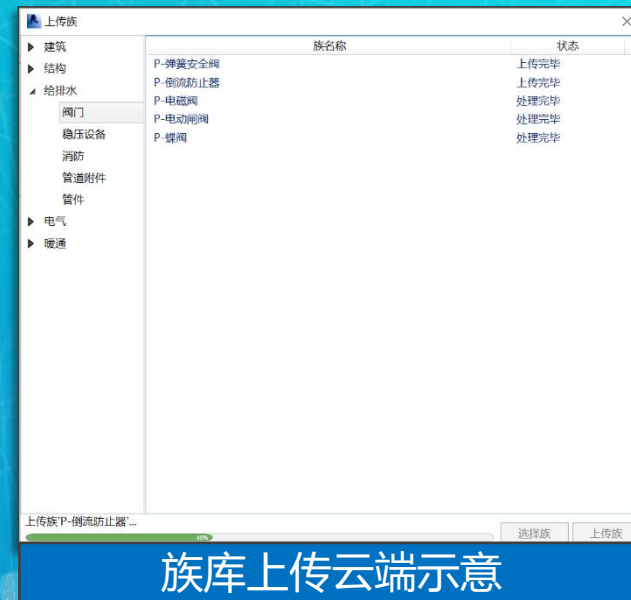 上传族
建筑
结构
给排水
阀门
稳压设备
消防
管道附件
管件
电气
暖通
族名称 状态
P-弹簧安全阀 上传完毕
P-倒流防止器 上传完毕
P-电磁阀 处理完毕
P-电动闸阀 处理完毕
P-蝶阀 处理完毕
上传族'P-倒流防止器'...
40%
选择族 上传族
族库上传云端示意